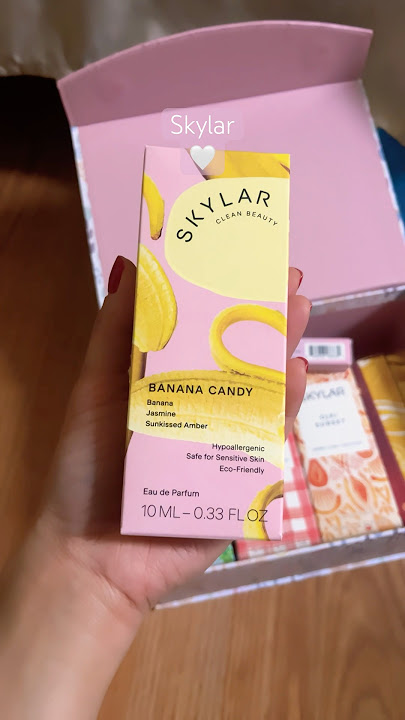 Skylar
SKYLAR
CLEAN BEAUTY
BANANA CANDY
Banana
Jasmine
Sunkissed Amber
Hypoallergenic
Safe for Sensitive Skin
Eco-Friendly
Eau de Parfum
10 ML – 0.33 FL OZ
SKYLAR